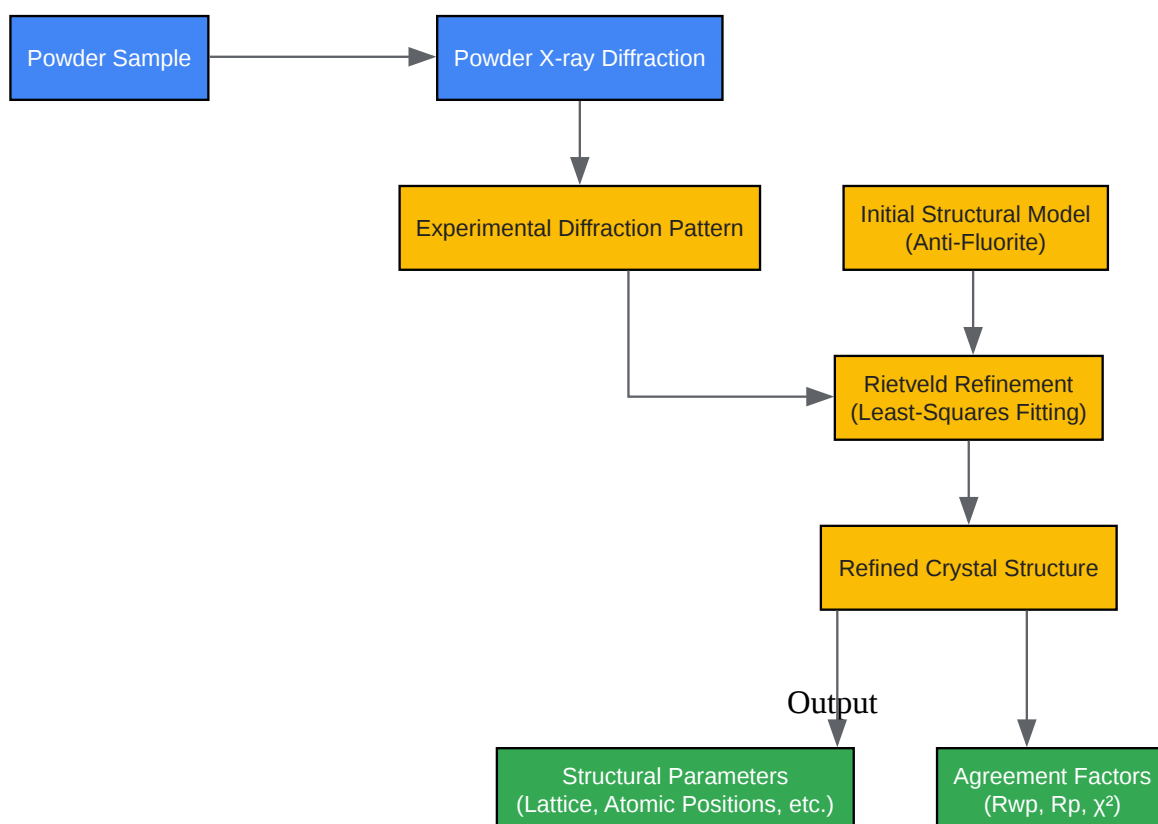 Powder Sample
Powder X-ray Diffraction
Experimental Diffraction Pattern
Initial Structural Model
(Anti-Fluorite)
Rietveld Refinement
(Least-Squares Fitting)
Refined Crystal Structure
Output
Structural Parameters
(Lattice, Atomic Positions, etc.)
Agreement Factors
(Rwp, Rp, χ²)